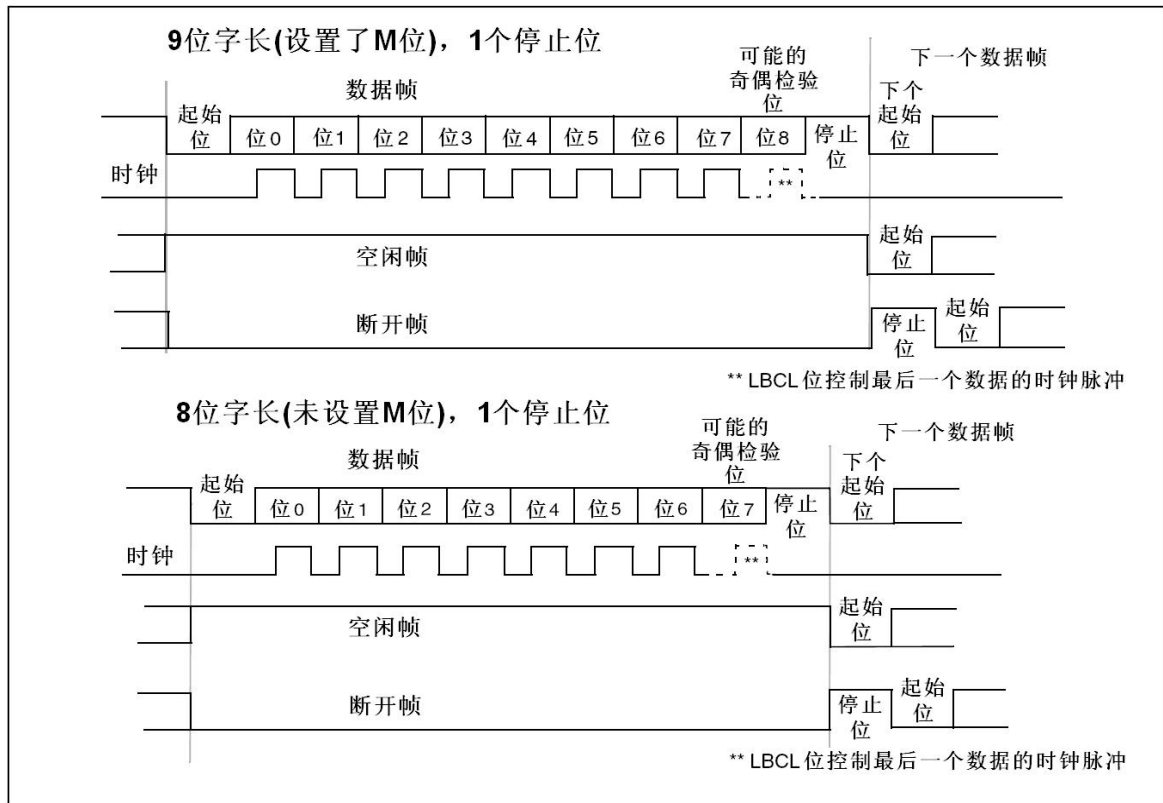 9位字长(设置了M位)，1个停止位
可能的
奇偶检验
位
下一个数据帧
数据帧
下个
起始
位
起始
位
位0
位1
位2
位3
位4
位5
位6
位7
位8
停止
位
时钟
**
空闲帧
起始
位
断开帧
停止
位
起始
位
** LBCL位控制最后一个数据的时钟脉冲
8位字长(未设置M位)，1个停止位
可能的
奇偶检验
位
下一个数据帧
数据帧
下个
起始
位
起始
位
位0
位1
位2
位3
位4
位5
位6
位7
停止
位
时钟
**
空闲帧
起始
位
断开帧
停止
位
起始
位
** LBCL位控制最后一个数据的时钟脉冲